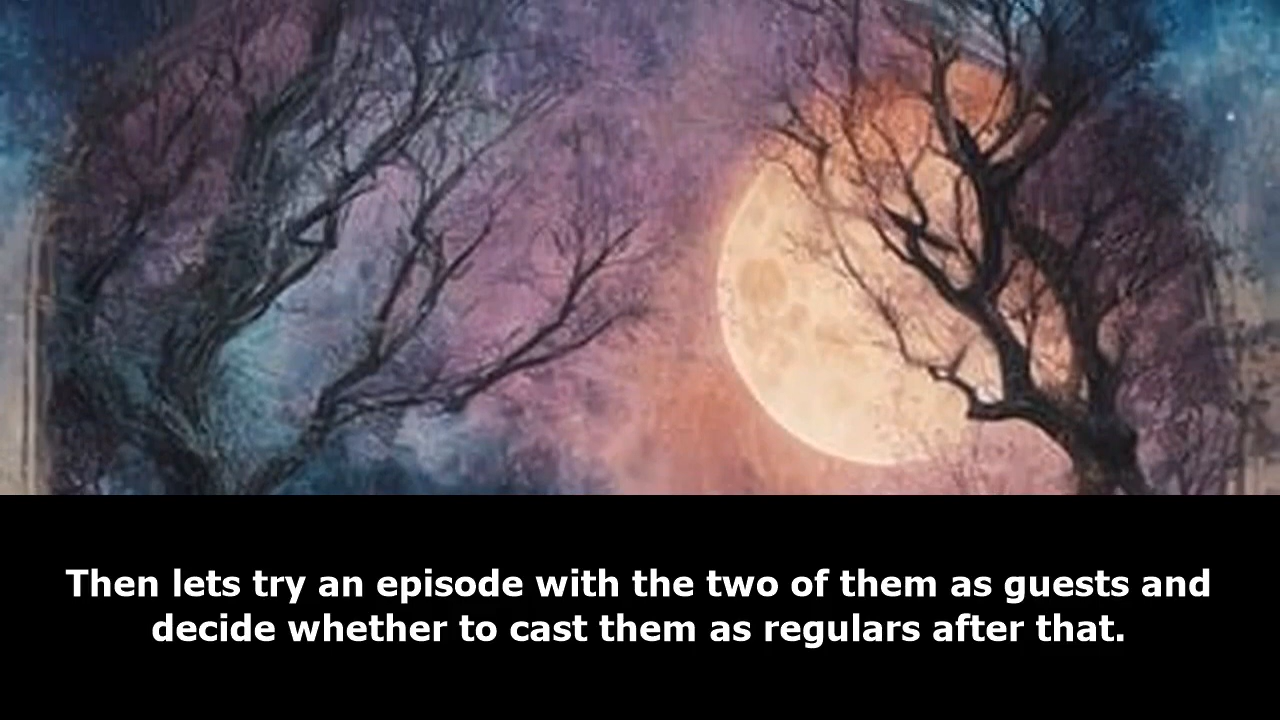 Then lets try an episode with the two of them as guests and
decide whether to cast them as regulars after that.